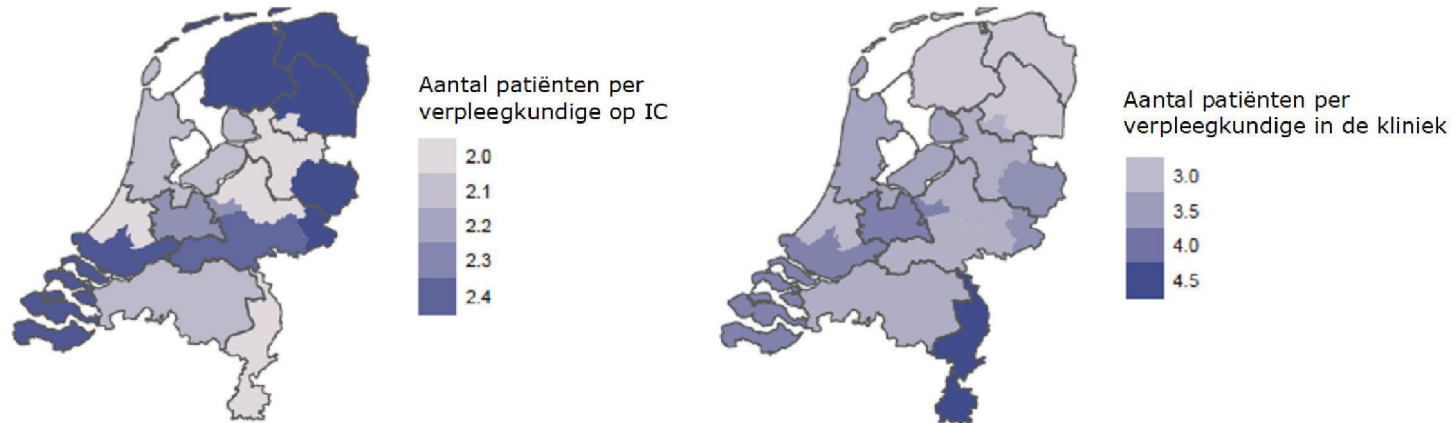 Aantal patiënten per
verpleegkundige op IC
2.0
2.1
2.2
2.3
2.4
Aantal patiënten per
verpleegkundige in de kliniek
3.0
3.5
4.0
4.5